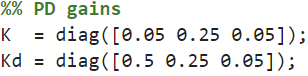 %% PD gains
K  = diag([0.05 0.25 0.05]);
Kd = diag([0.5 0.25 0.05]);